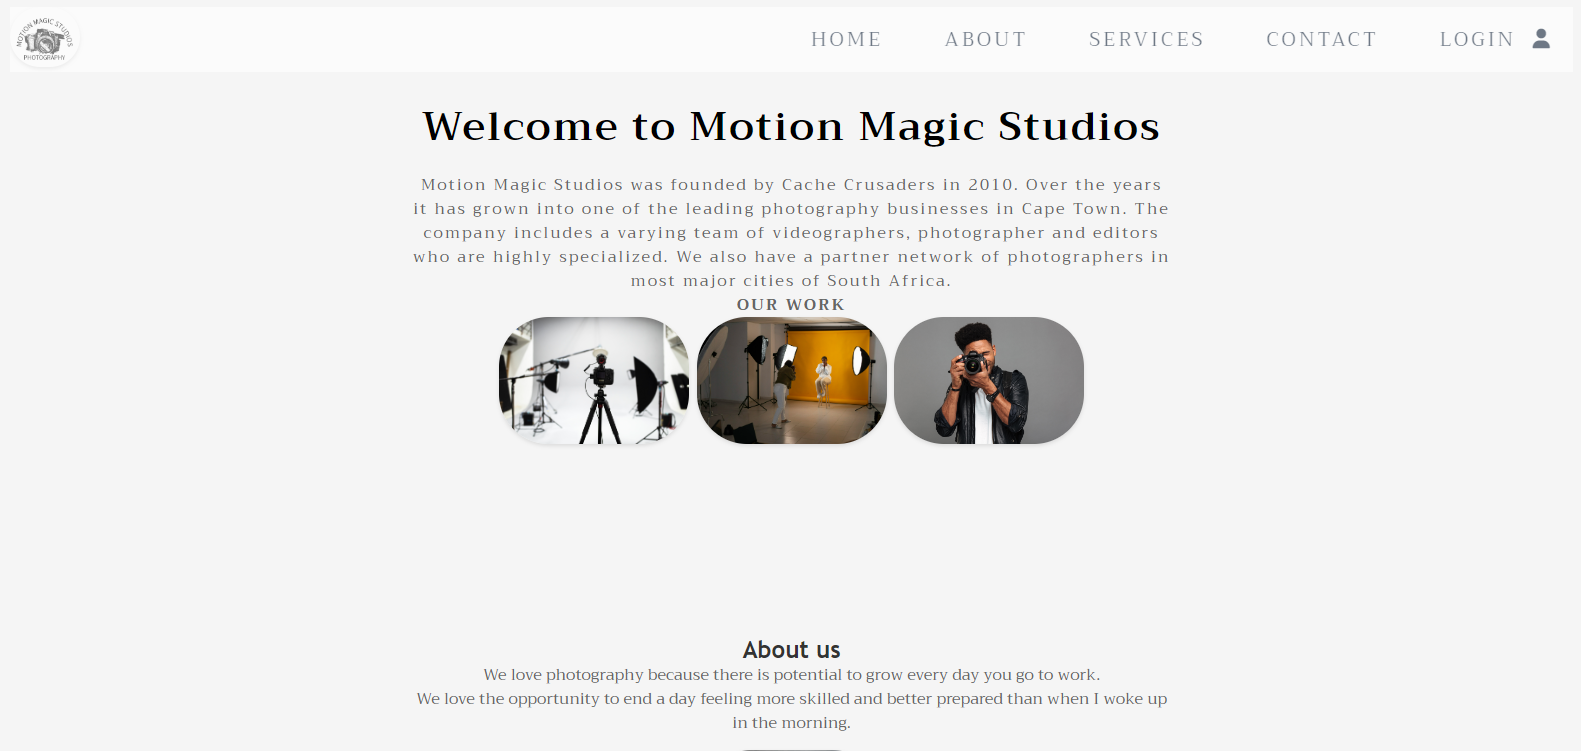 MOTION MAGIC STUDIOS
PHOTOGRAPHY
HOME ABOUT SERVICES CONTACT LOGIN
Welcome to Motion Magic Studios
Motion Magic Studios was founded by Cache Crusaders in 2010. Over the years
it has grown into one of the leading photography businesses in Cape Town. The
company includes a varying team of videographers, photographer and editors
who are highly specialized. We also have a partner network of photographers in
most major cities of South Africa.
OUR WORK
About us
We love photography because there is potential to grow every day you go to work.
We love the opportunity to end a day feeling more skilled and better prepared than when I woke up
in the morning.